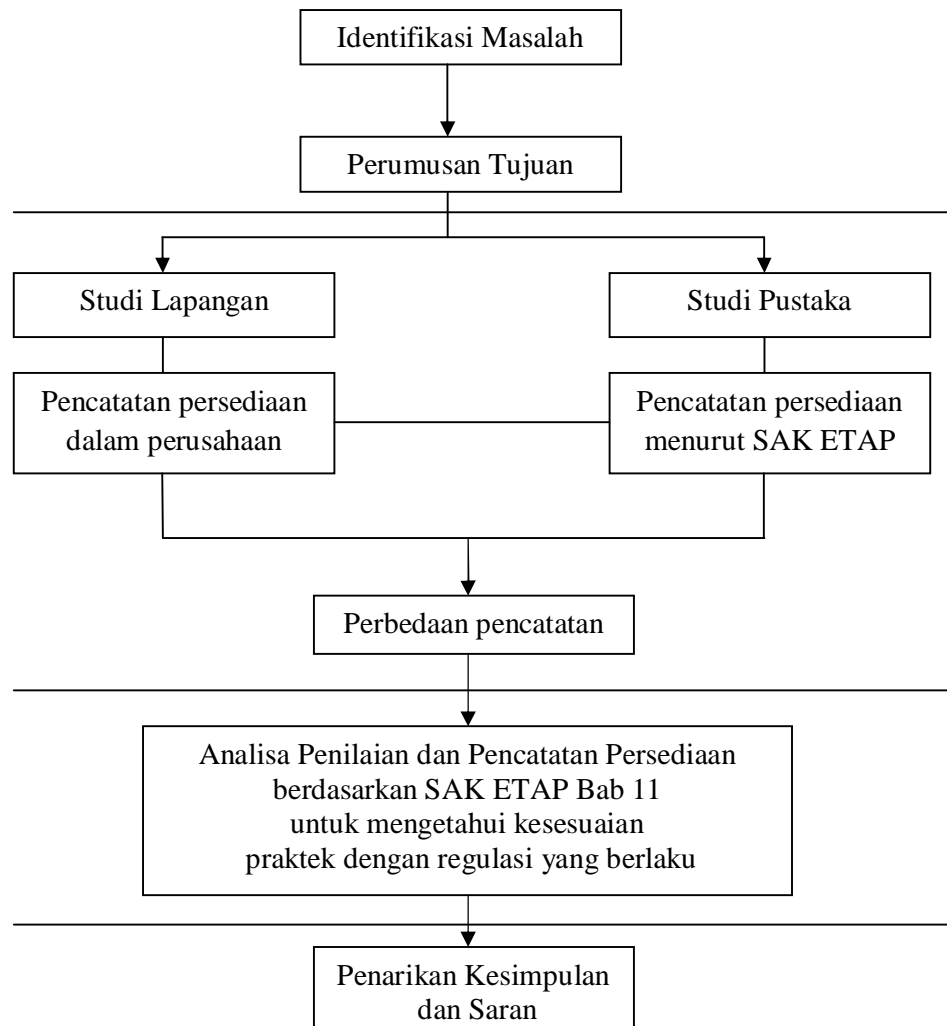 Identifikasi Masalah
Perumusan Tujuan
Studi Lapangan
Studi Pustaka
Pencatatan persediaan
dalam perusahaan
Pencatatan persediaan
menurut SAK ETAP
Perbedaan pencatatan
Analisa Penilaian dan Pencatatan Persediaan
berdasarkan SAK ETAP Bab 11
untuk mengetahui kesesuaian
praktek dengan regulasi yang berlaku
Penarikan Kesimpulan
dan Saran